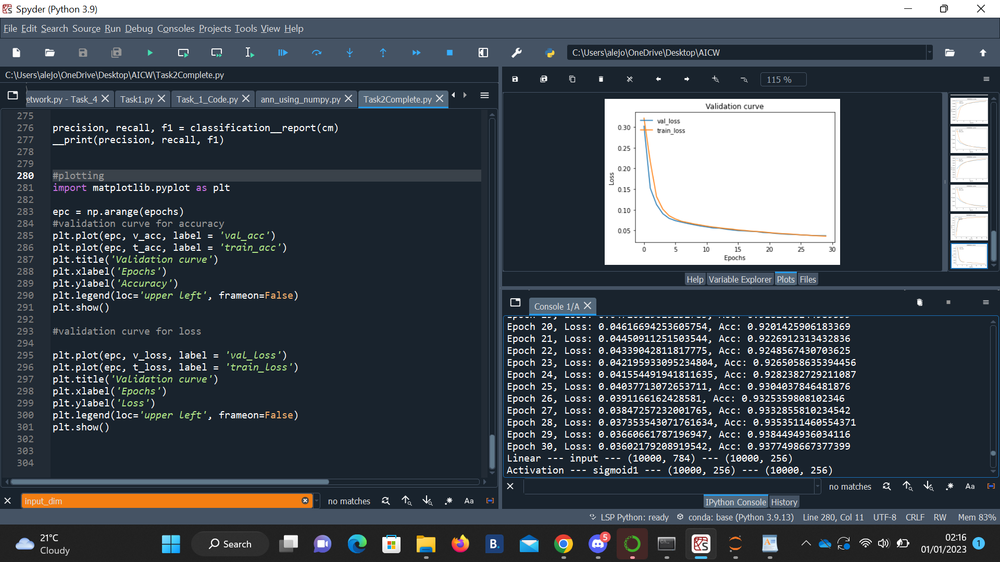 Spyder (Python 3.9)
File Edit Search Source Run Debug Consoles Projects Tools View Help
C:\Users\alejo\OneDrive\Desktop\AICW
C:\Users\alejo\OneDrive\Desktop\AICW\Task2Complete.py
115 %
etwork.py - Task_4 Task1.py Task_1_Code.py ann_using_numpy.py Task2Complete.py
275
276 precision, recall, f1 = classification__report(cm)
277 __print(precision, recall, f1)
278
279
280 #plotting
281 import matplotlib.pyplot as plt
282
283 epc = np.arange(epochs)
284 #validation curve for accuracy
285 plt.plot(epc, v_acc, label = 'val_acc')
286 plt.plot(epc, t_acc, label = 'train_acc')
287 plt.title('Validation curve')
288 plt.xlabel('Epochs')
289 plt.ylabel('Accuracy')
290 plt.legend(loc='upper left', frameon=False)
291 plt.show()
292
293 #validation curve for loss
294
295 plt.plot(epc, v_loss, label = 'val_loss')
296 plt.plot(epc, t_loss, label = 'train_loss')
297 plt.title('Validation curve')
298 plt.xlabel('Epochs')
299 plt.ylabel('Loss')
300 plt.legend(loc='upper left', frameon=False)
301 plt.show()
302
303
304
input_dim
no matches
Aa
Validation curve
val_loss
train_loss
0.30
0.25
0.20
0.15
0.10
0.05
Loss
0 5 10 15 20 25 30
Epochs
Help Variable Explorer Plots Files
Console 1/A
Epoch 20, Loss: 0.04616694253605754, Acc: 0.9201425906183369
Epoch 21, Loss: 0.04450911251503544, Acc: 0.9226912313432836
Epoch 22, Loss: 0.04339042811817775, Acc: 0.9248567430703625
Epoch 23, Loss: 0.042195933095234804, Acc: 0.9265058635394456
Epoch 24, Loss: 0.041554491941811635, Acc: 0.9282382729211087
Epoch 25, Loss: 0.04037713072653711, Acc: 0.9304037846481876
Epoch 26, Loss: 0.0391166162428581, Acc: 0.9325359808102346
Epoch 27, Loss: 0.03847257232001765, Acc: 0.9332855810234542
Epoch 28, Loss: 0.037353543071761634, Acc: 0.9353511460554371
Epoch 29, Loss: 0.03660661787196947, Acc: 0.9384494936034116
Epoch 30, Loss: 0.03602179208919542, Acc: 0.9377498667377399
Linear --- input --- (10000, 784) --- (10000, 256)
Activation --- sigmoid1 --- (10000, 256) --- (10000, 256)
no matches
Aa
IPython Console History
LSP Python: ready conda: base (Python 3.9.13) Line 280, Col 11 UTF-8 CRLF RW Mem 83%
21°C
Cloudy
Search
B.
5
02:16
01/01/2023
1